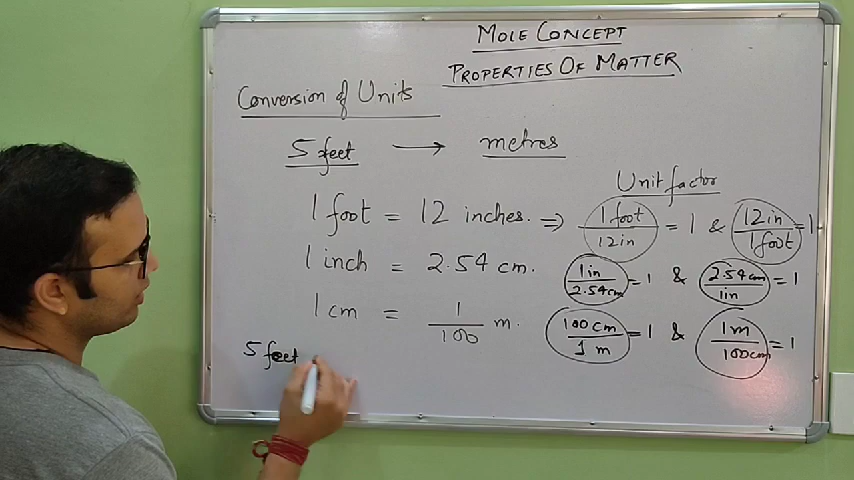 MOLE CONCEPT
PROPERTIES OF MATTER
Conversion of Units
5 feet → metres
Unit factor
1 foot = 12 inches. ⇒ 1 foot/12 in = 1 & 12 in/1 foot = 1
1 inch = 2.54 cm. 1 in/2.54 cm = 1 & 2.54 cm/1 in = 1
1 cm = 1/100 m. 100 cm/1 m = 1 & 1 m/100 cm = 1
5 feet